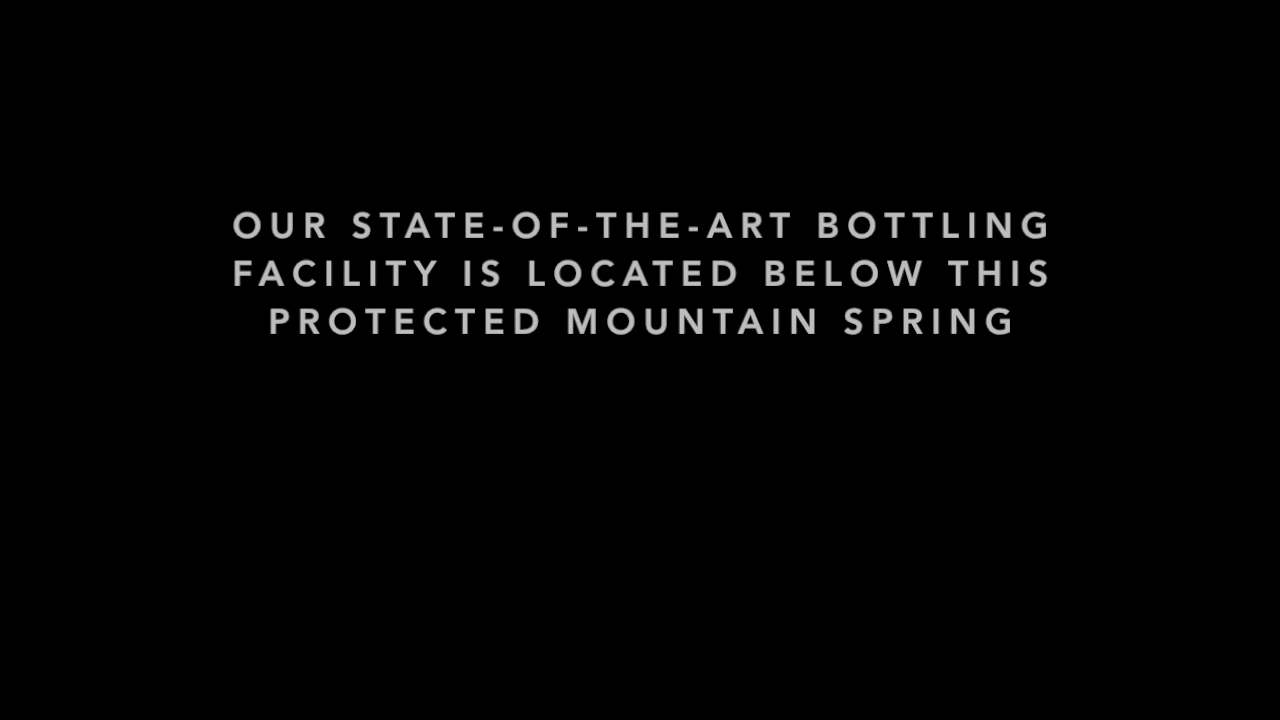 OUR STATE-OF-THE-ART BOTTLING
FACILITY IS LOCATED BELOW THIS
PROTECTED MOUNTAIN SPRING